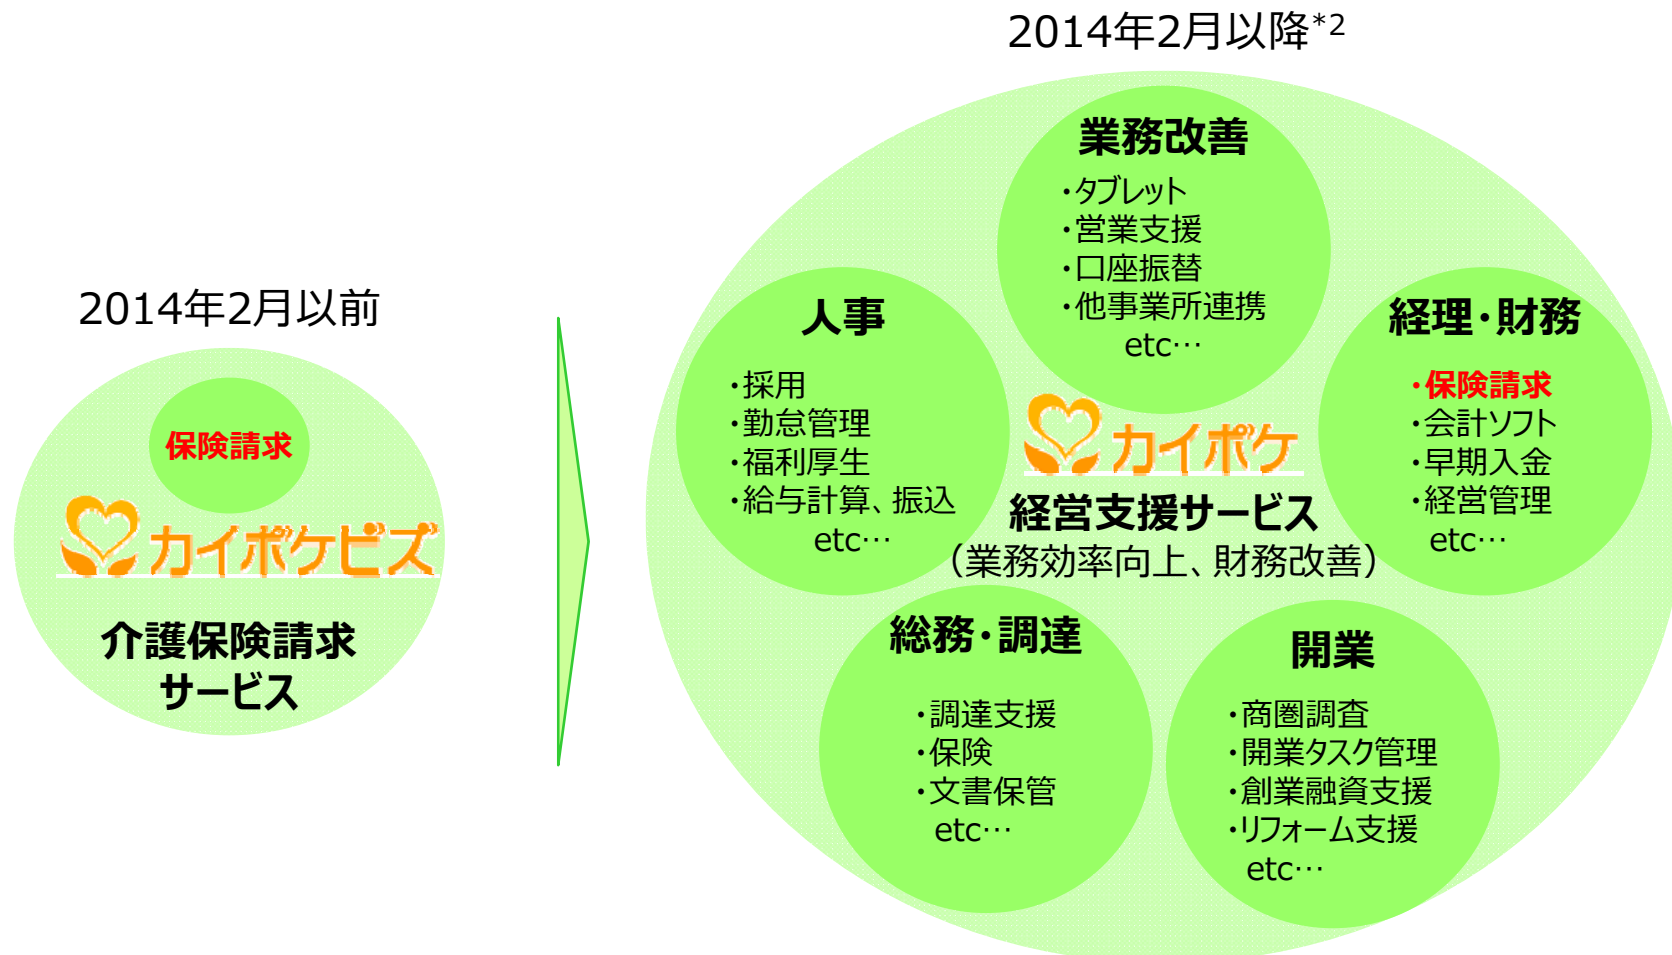 2014年2月以前
保険請求
カイポケビズ
介護保険請求
サービス
2014年2月以降*2
業務改善
・タブレット
・営業支援
・口座振替
・他事業所連携
etc…
人事
・採用
・勤怠管理
・福利厚生
・給与計算、振込
etc…
カイポケ
経営支援サービス
（業務効率向上、財務改善）
経理・財務
・保険請求
・会計ソフト
・早期入金
・経営管理
etc…
総務・調達
・調達支援
・保険
・文書保管
etc…
開業
・商圏調査
・開業タスク管理
・創業融資支援
・リフォーム支援
etc…